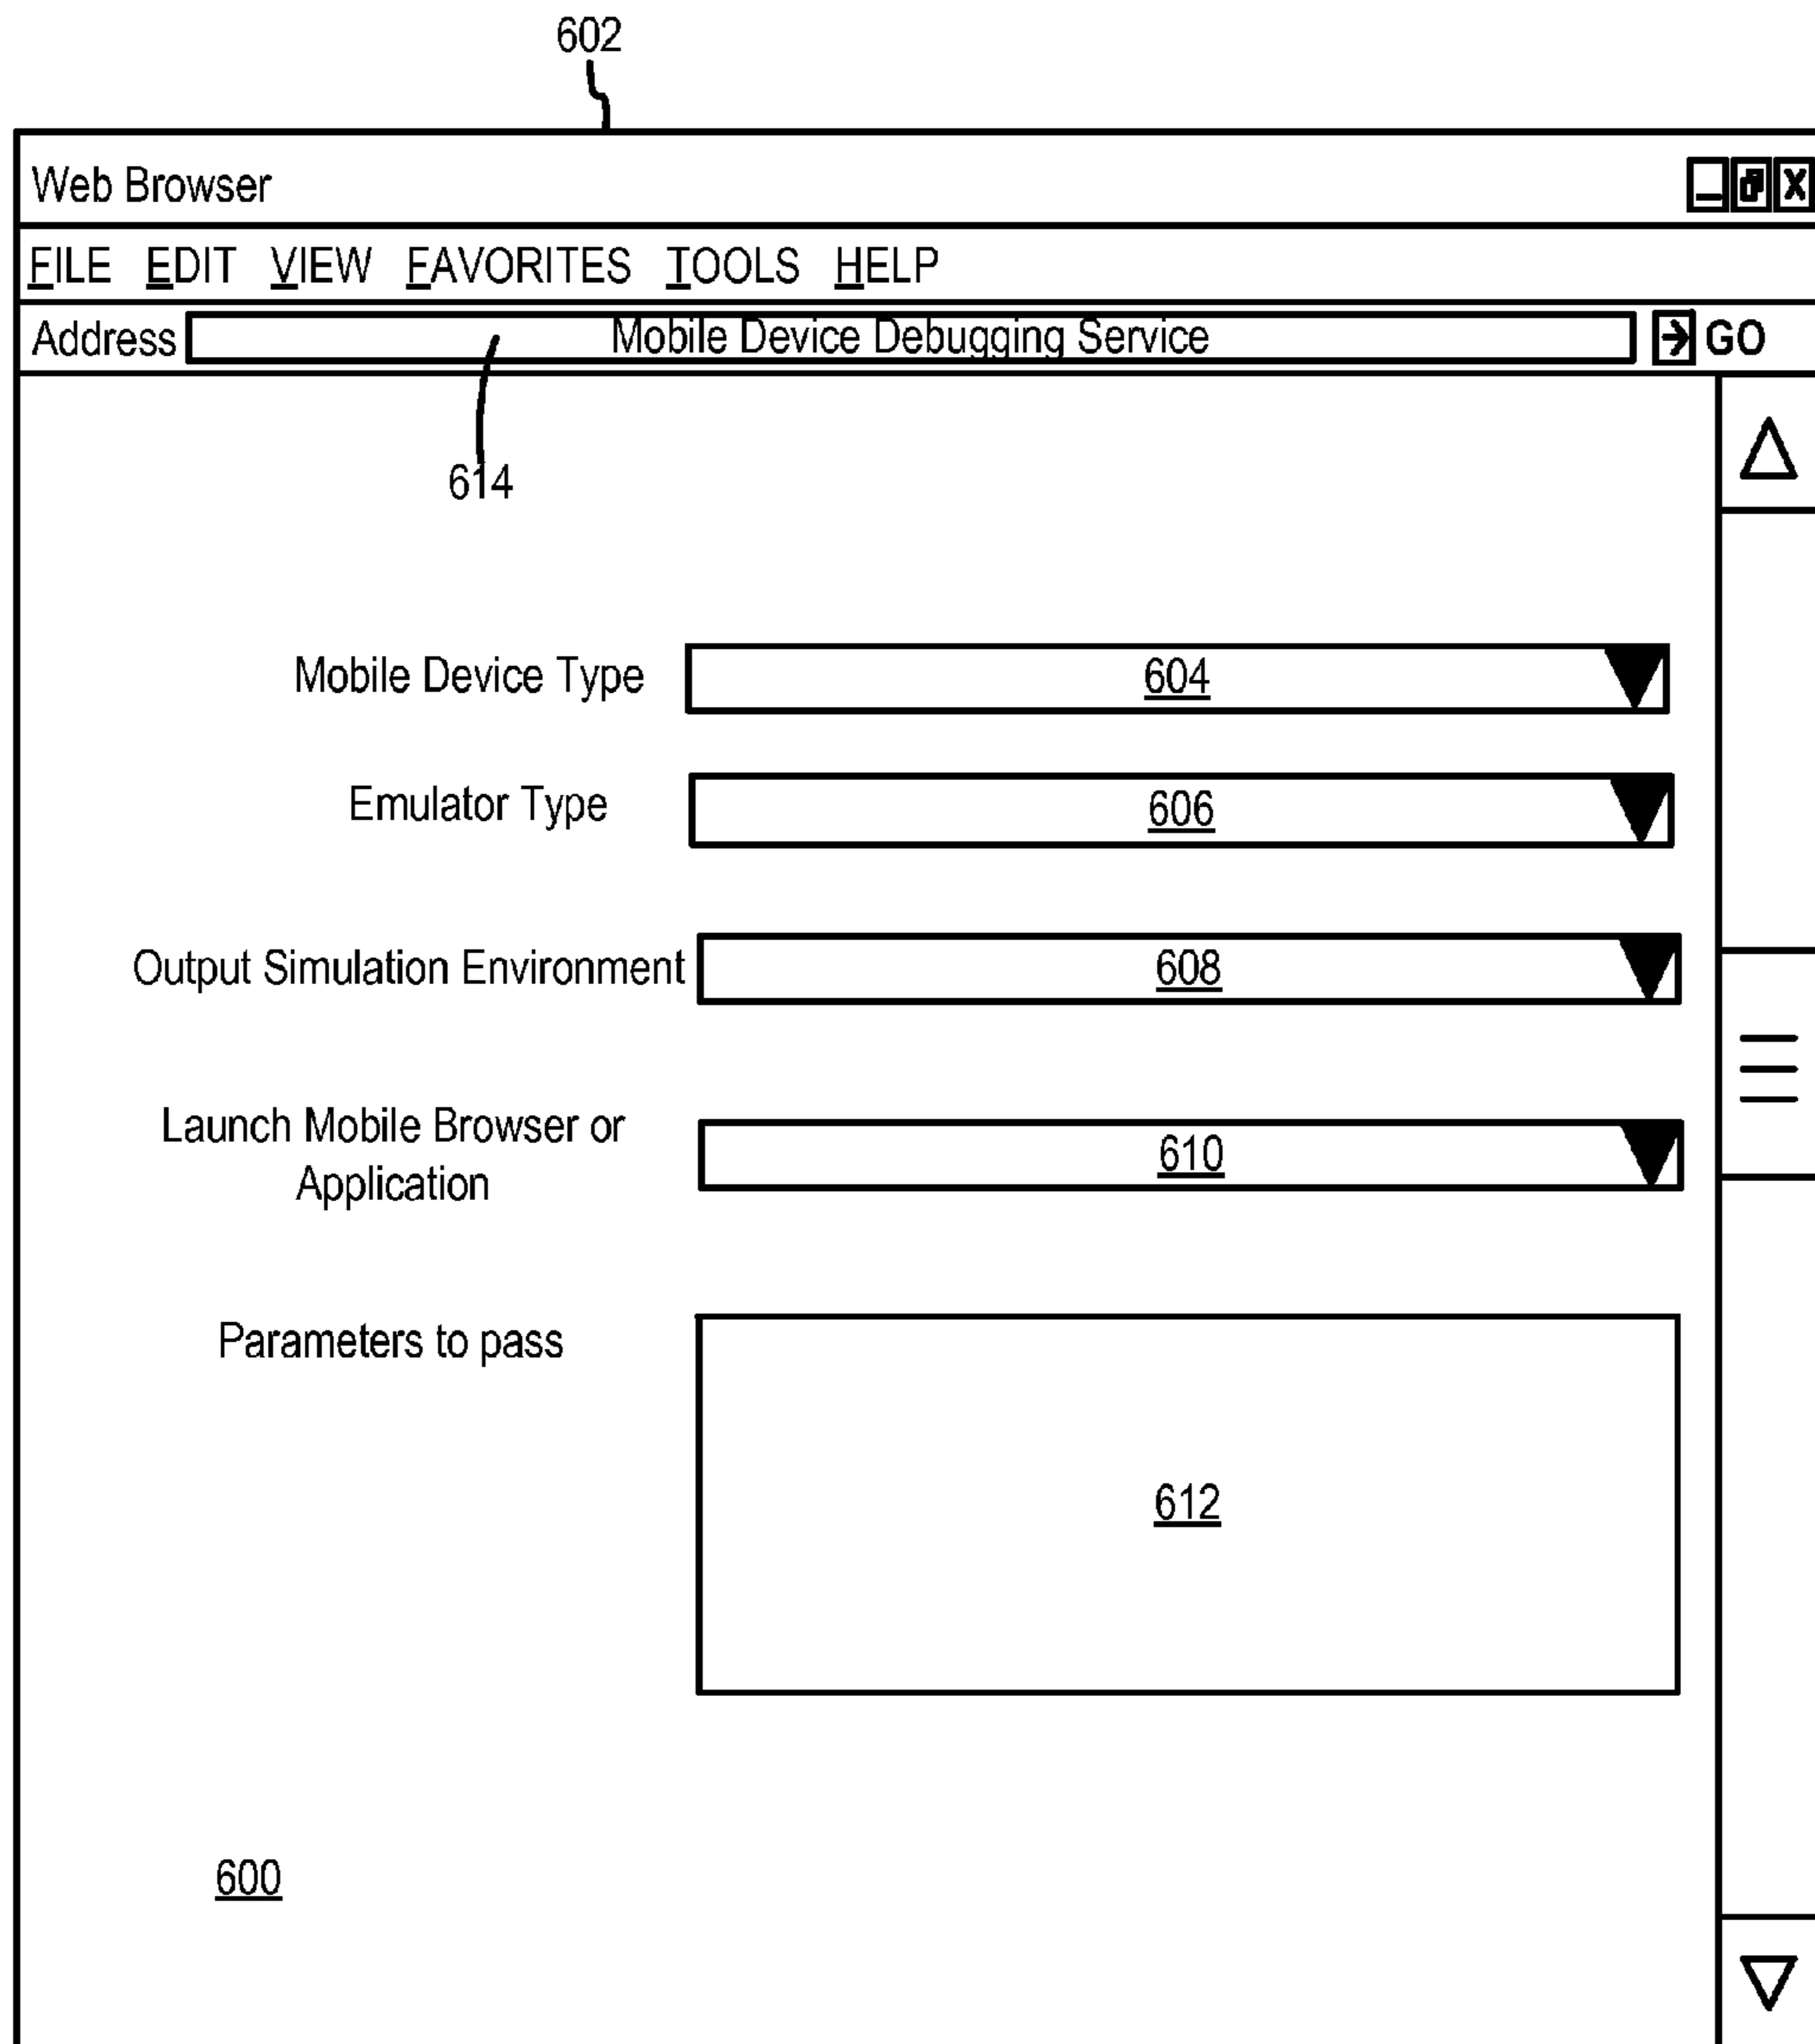 602
Web Browser
FILE EDIT VIEW FAVORITES TOOLS HELP
Address Mobile Device Debugging Service GO
614
Mobile Device Type 604
Emulator Type 606
Output Simulation Environment 608
Launch Mobile Browser or
Application 610
Parameters to pass
612
600